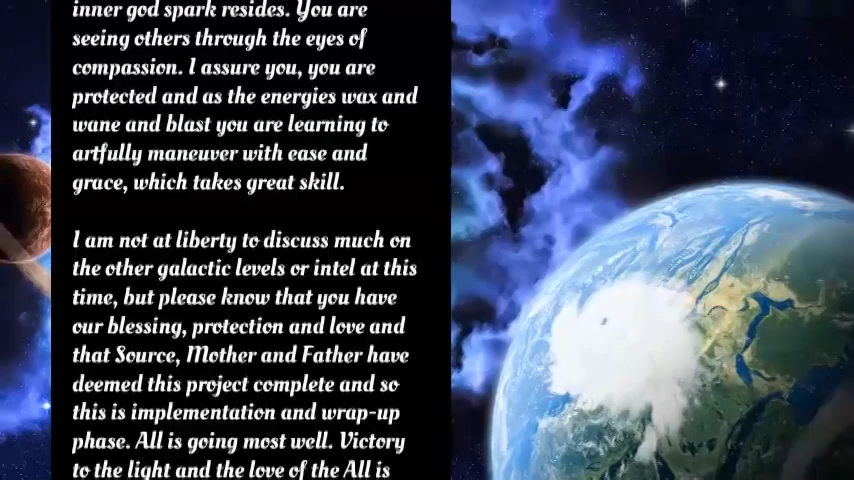 inner god spark resides. You are
seeing others through the eyes of
compassion. I assure you, you are
protected and as the energies wax and
wane and blast you are learning to
artfully maneuver with ease and
grace, which takes great skill.
I am not at liberty to discuss much on
the other galactic levels or intel at this
time, but please know that you have
our blessing, protection and love and
that Source, Mother and Father have
deemed this project complete and so
this is implementation and wrap-up
phase. All is going most well. Victory
to the light and the love of the All is